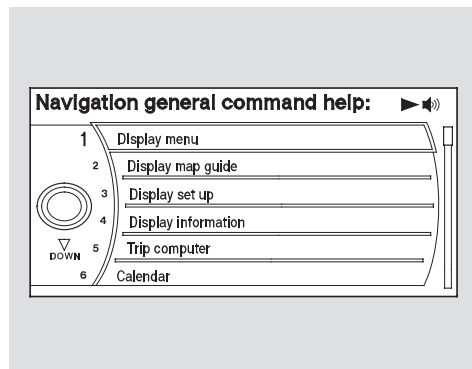 Navigation general command help:
1 Display menu
2 Display map guide
3 Display set up
4 Display information
DOWN 5 Trip computer
6 Calendar